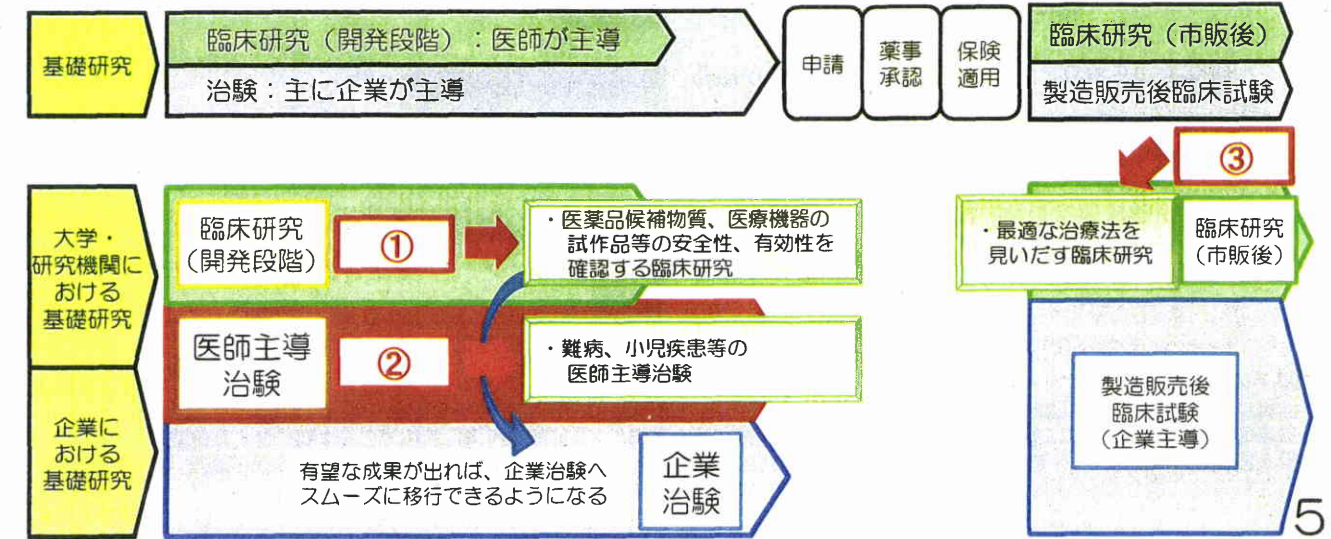 基礎研究
臨床研究（開発段階）：医師が主導
治験：主に企業が主導
申請
薬事
承認
保険
適用
臨床研究（市販後）
製造販売後臨床試験
③
大学・
研究機関に
おける
基礎研究
臨床研究
（開発段階）
①
・医薬品候補物質、医療機器の
試作品等の安全性、有効性を
確認する臨床研究
・最適な治療法を
見いだす臨床研究
臨床研究
（市販後）
医師主導
治験
②
・難病、小児疾患等の
医師主導治験
企業に
おける
基礎研究
有望な成果が出れば、企業治験へ
スムーズに移行できるようになる
企業
治験
製造販売後
臨床試験
（企業主導）
5